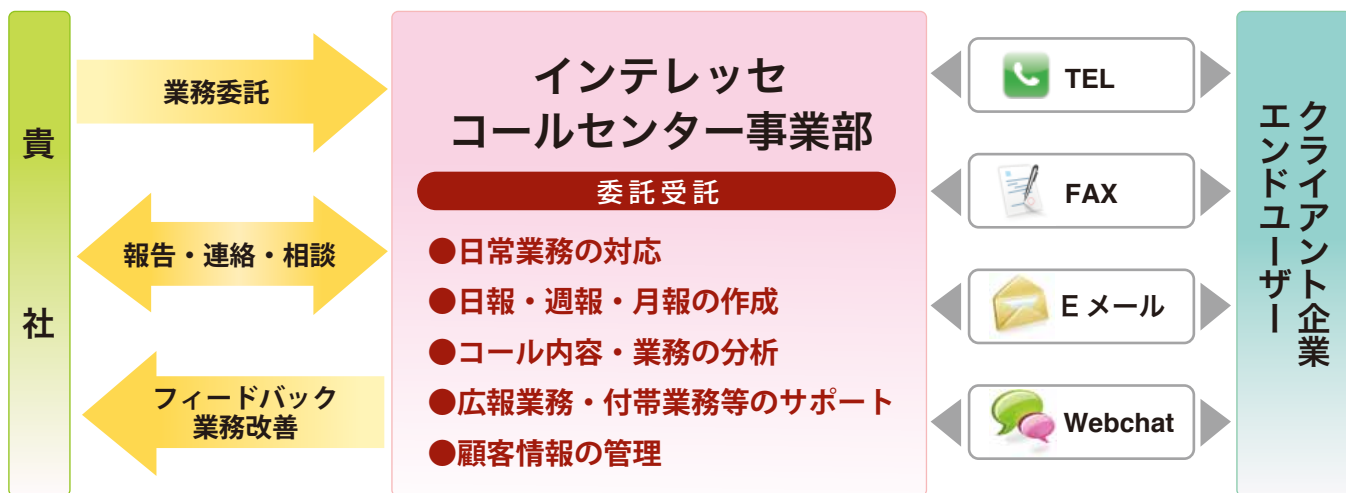 貴社
業務委託
報告・連絡・相談
フィードバック
業務改善
インテレッセ
コールセンター事業部
委託受託
●日常業務の対応
●日報・週報・月報の作成
●コール内容・業務の分析
●広報業務・付帯業務等のサポート
●顧客情報の管理
TEL
FAX
Eメール
Webchat
クライアント企業
エンドユーザー